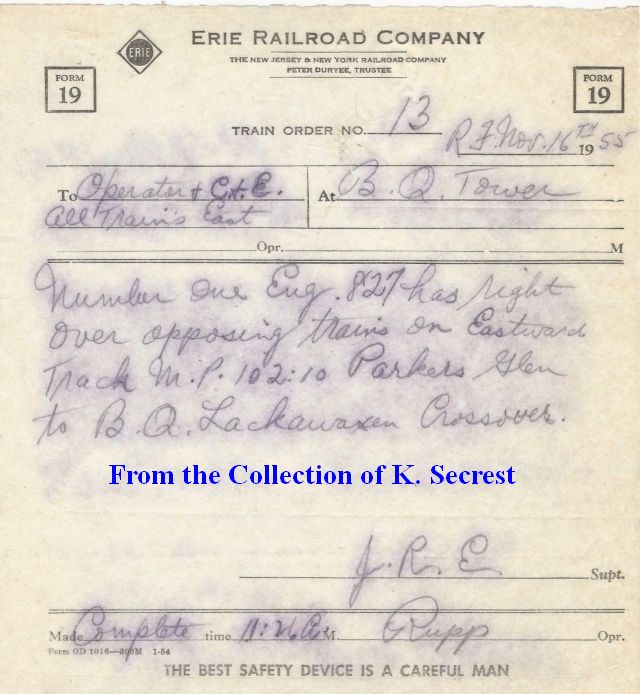 ERIE
ERIE RAILROAD COMPANY
THE NEW JERSEY & NEW YORK RAILROAD COMPANY
PETER DURYEE, TRUSTEE
FORM 19
FORM 19
TRAIN ORDER NO. 13
R.F. Nov. 16TH 1955
To Operator & C.&E. At B. Q. Tower
All Train's East
Opr. M
Number One Eng. 827 has right
over opposing trains on Eastward
Track M.P. 102:10 Parkers Glen
to B.Q. Lackawaxen Crossover.
From the Collection of K. Secrest
J. R. E. Supt.
Made Complete time 11:26 A M. Rupp Opr.
Form OD 1016—800M 1-54
THE BEST SAFETY DEVICE IS A CAREFUL MAN